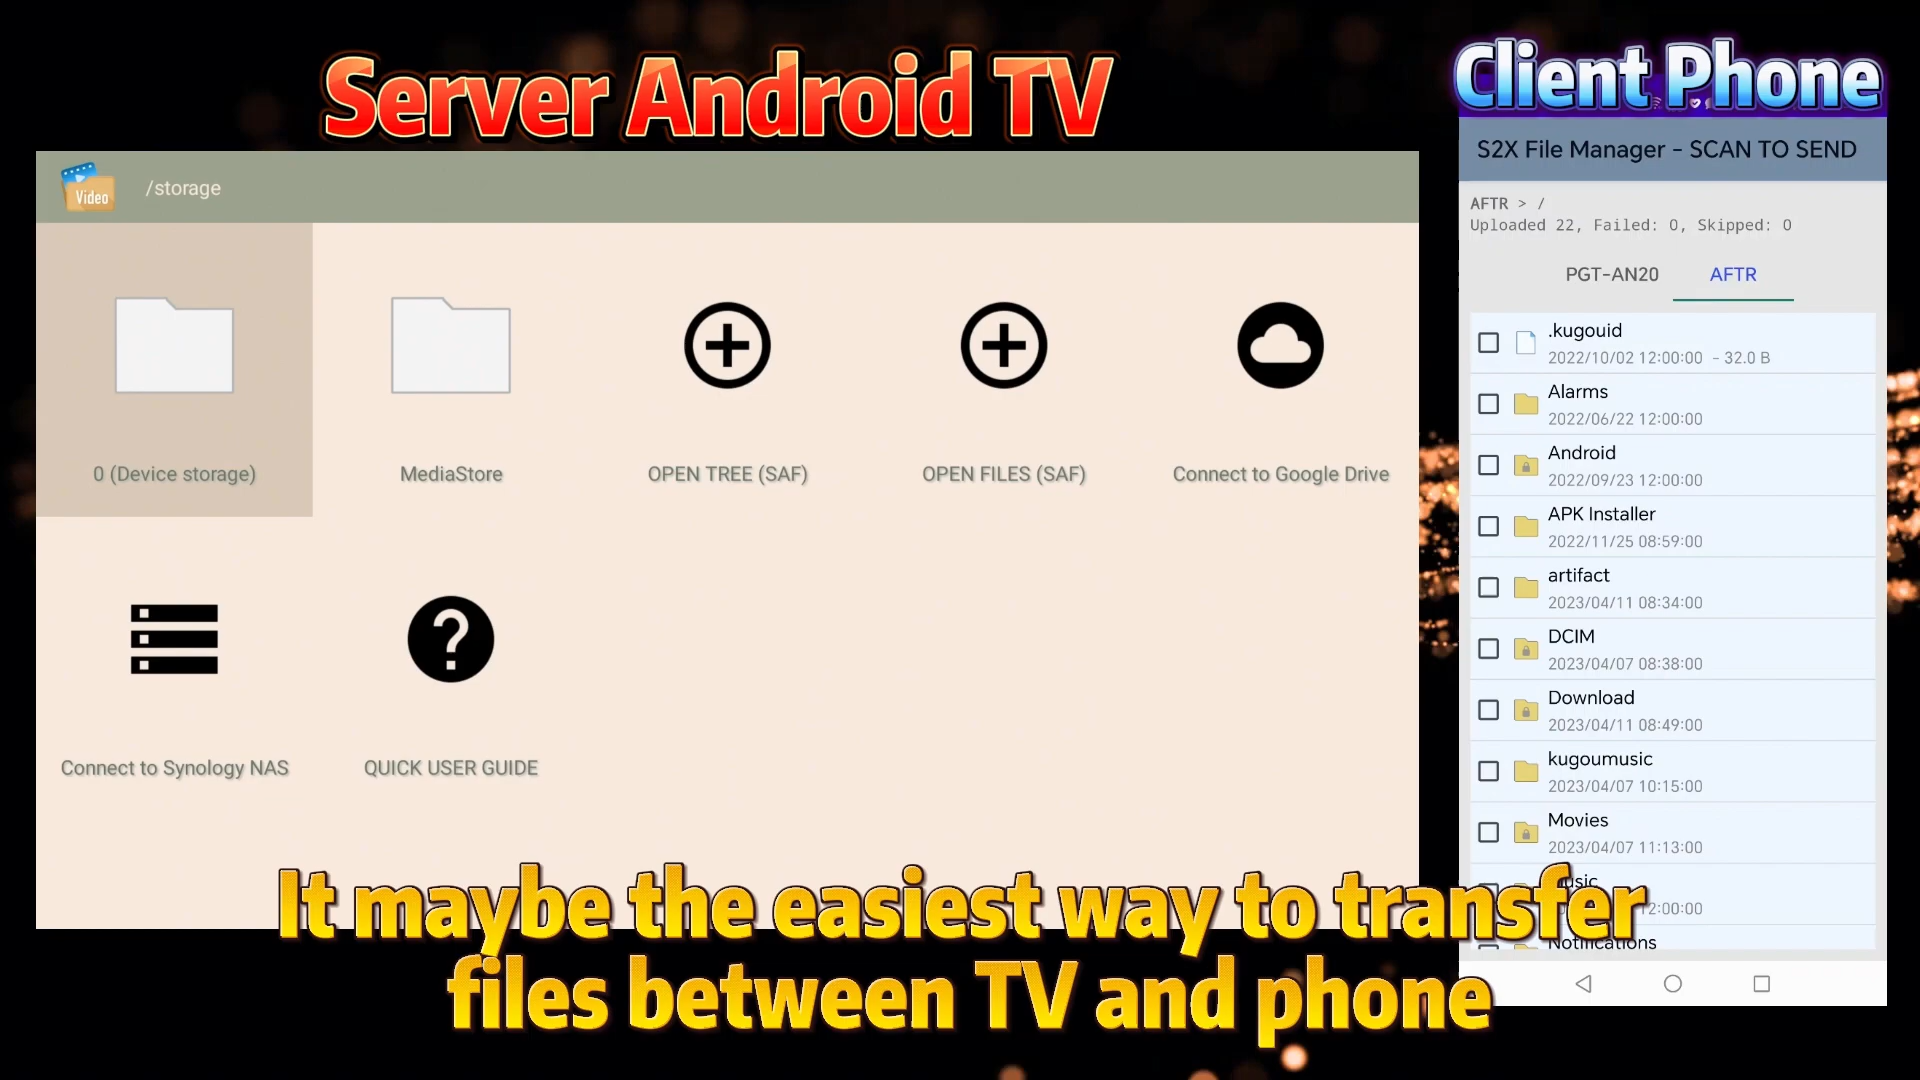 Server Android TV
Client Phone
Video
/storage
0 (Device storage)
MediaStore
OPEN TREE (SAF)
OPEN FILES (SAF)
Connect to Google Drive
Connect to Synology NAS
QUICK USER GUIDE
S2X File Manager - SCAN TO SEND
AFTR > /
Uploaded 22, Failed: 0, Skipped: 0
PGT-AN20 AFTR
.kugouid
2022/10/02 12:00:00 - 32.0 B
Alarms
2022/06/22 12:00:00
Android
2022/09/23 12:00:00
APK Installer
2022/11/25 08:59:00
artifact
2023/04/11 08:34:00
DCIM
2023/04/07 08:38:00
Download
2023/04/11 08:49:00
kugoumusic
2023/04/07 10:15:00
Movies
2023/04/07 11:13:00
12:00:00
Notifications
It maybe the easiest way to transfer
files between TV and phone